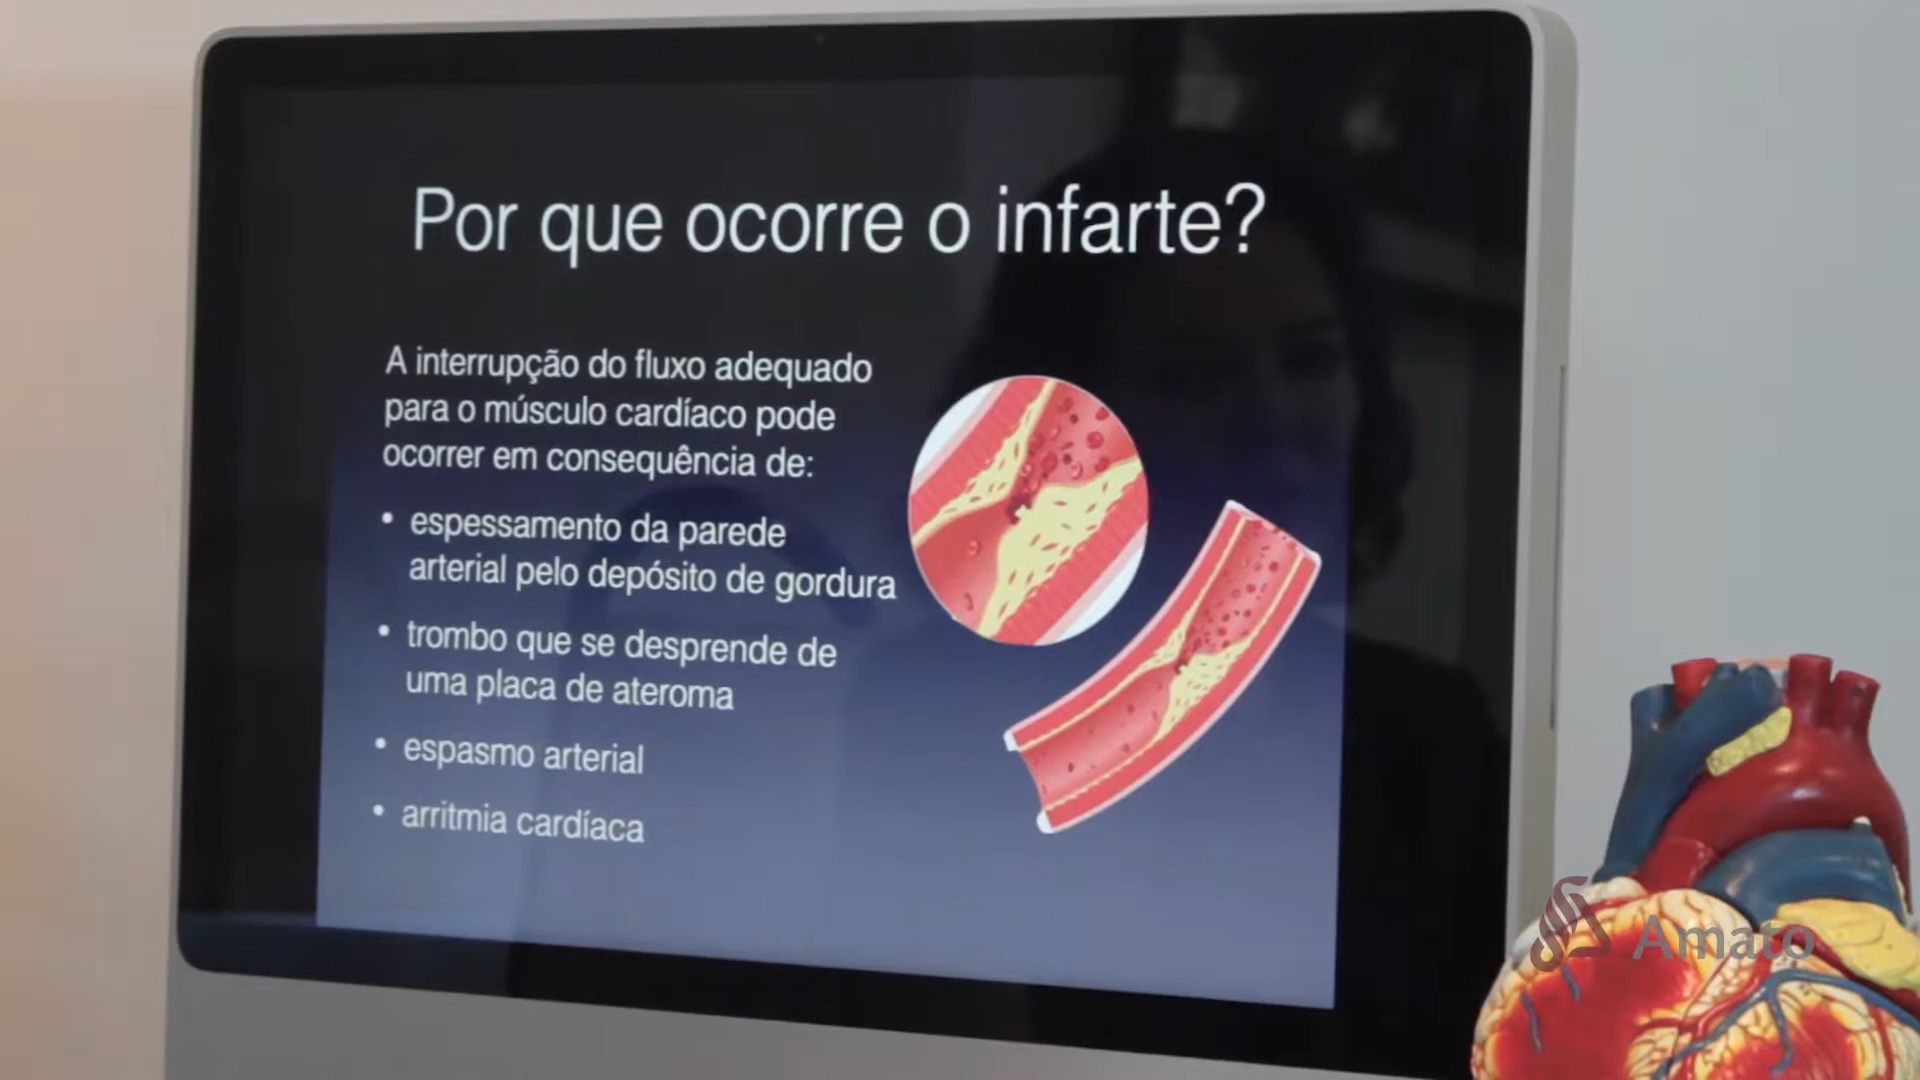 Por que ocorre o infarte?
A interrupção do fluxo adequado
para o músculo cardíaco pode
ocorrer em consequência de:
• espessamento da parede
arterial pelo depósito de gordura
• trombo que se desprende de
uma placa de ateroma
• espasmo arterial
• arritmia cardíaca
Amato